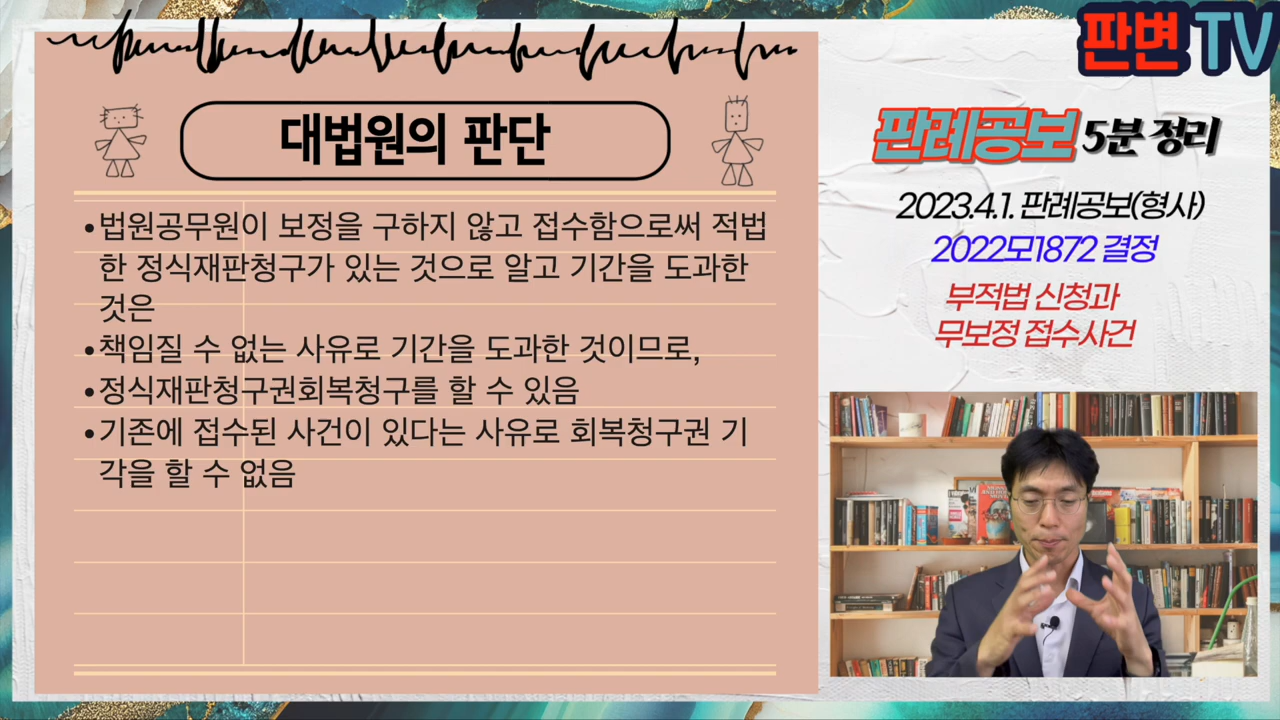 판변 TV
대법원의 판단
•법원공무원이 보정을 구하지 않고 접수함으로써 적법
한 정식재판청구가 있는 것으로 알고 기간을 도과한
것은
•책임질 수 없는 사유로 기간을 도과한 것이므로,
•정식재판청구권회복청구를 할 수 있음
•기존에 접수된 사건이 있다는 사유로 회복청구권 기
각을 할 수 없음
판례공보 5분 정리
2023.4.1. 판례공보(형사)
2022모1872 결정
부적법 신청과
무보정 접수사건